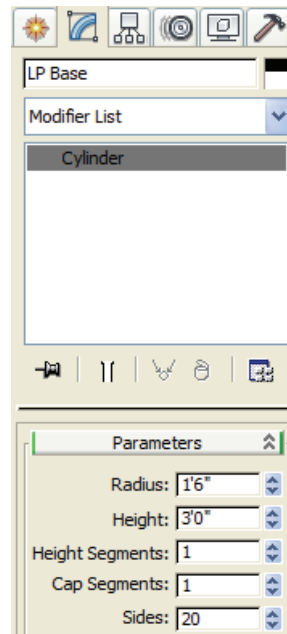 LP Base
Modifier List
Cylinder
Parameters
Radius: 1'6"
Height: 3'0"
Height Segments: 1
Cap Segments: 1
Sides: 20